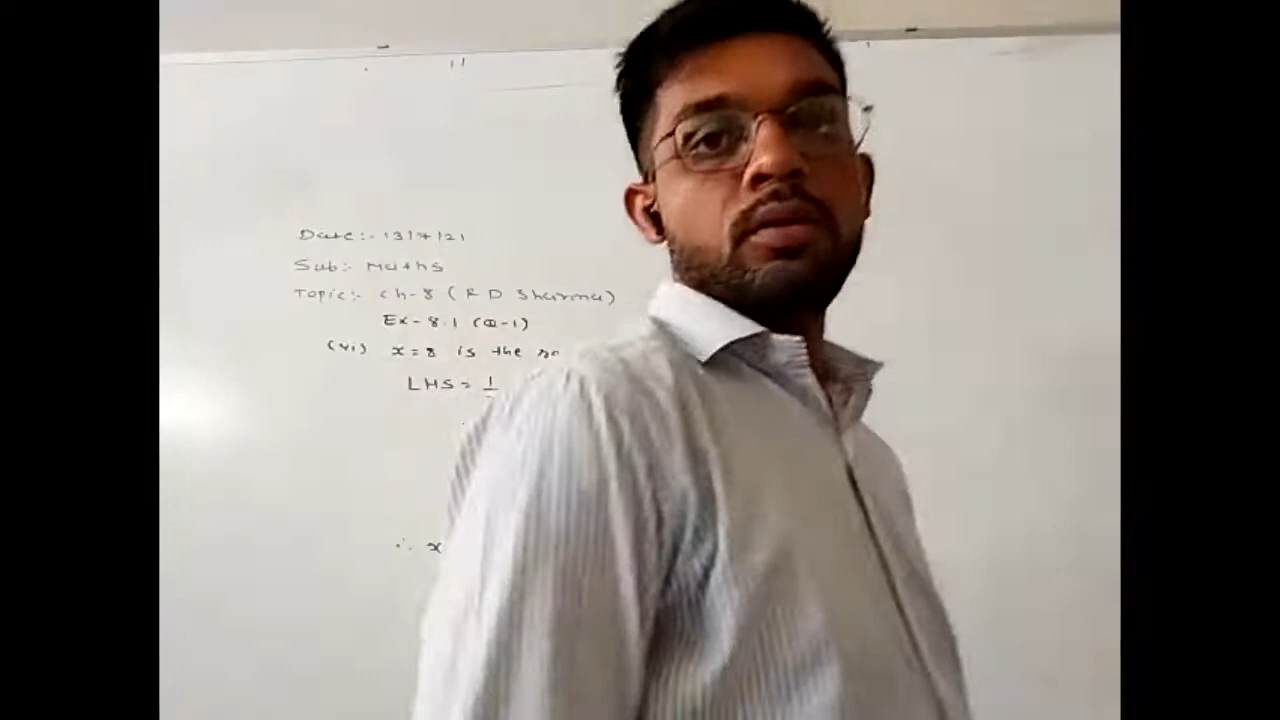 Date:- 13/7/21
Sub:- Maths
Topic:- Ch-8 (R D Sharma)
Ex-8.1 (Q-1)
(vi) x=8 is the
LHS = 1
∴ x